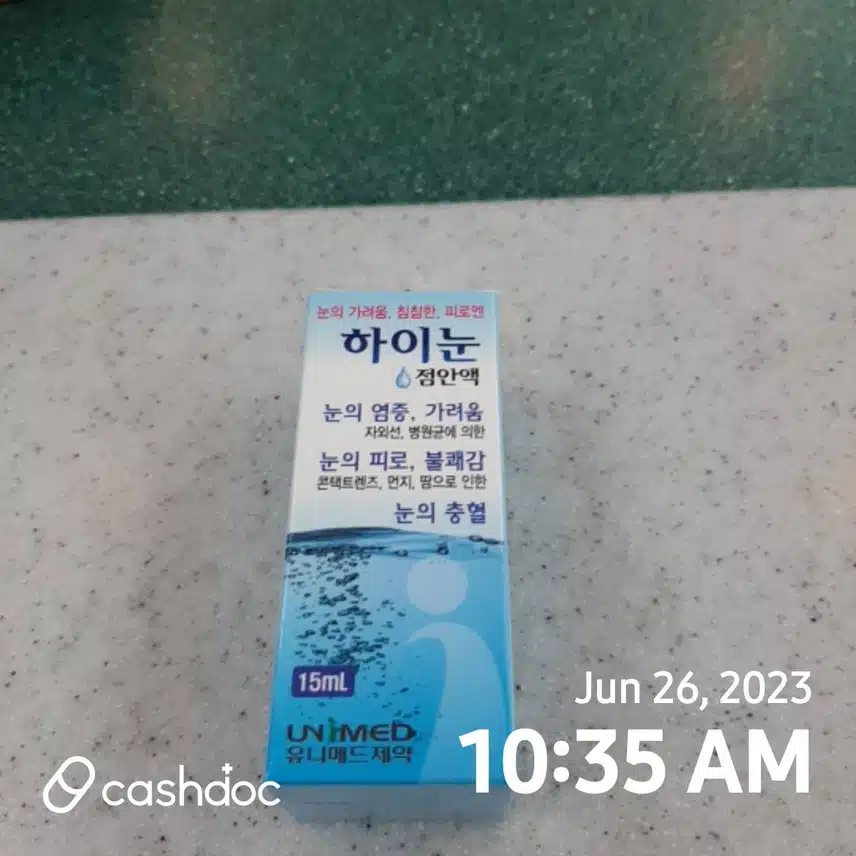 눈의 가려움, 침침한, 피로엔
하이눈
점안액
눈의 염증, 가려움
자외선, 병원균에 의한
눈의 피로, 불쾌감
콘택트렌즈, 먼지, 땀으로 인한
눈의 충혈
15mL
UNIMED
유니메드제약
Jun 26, 2023
10:35 AM
cashdoc